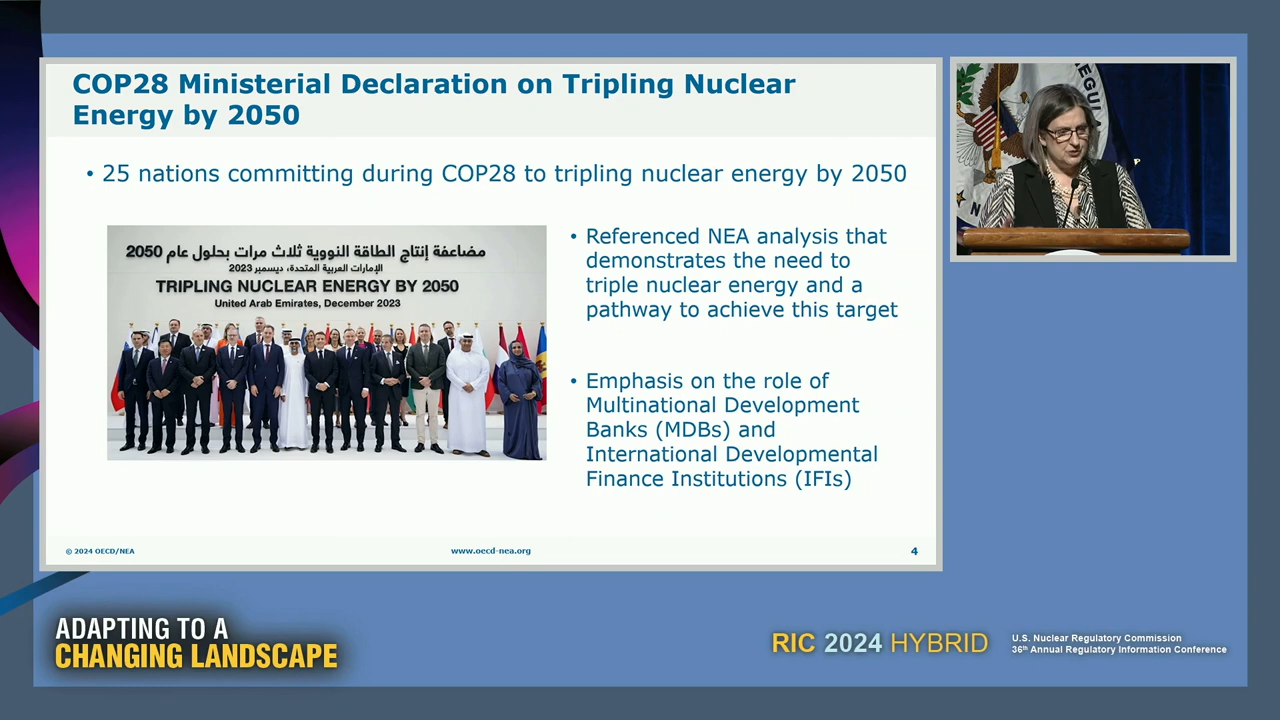 COP28 Ministerial Declaration on Tripling Nuclear
Energy by 2050
• 25 nations committing during COP28 to tripling nuclear energy by 2050
مضاعفة إنتاج الطاقة النووية ثلاث مرات بحلول عام 2050
الإمارات العربية المتحدة، ديسمبر 2023
TRIPLING NUCLEAR ENERGY BY 2050
United Arab Emirates, December 2023
• Referenced NEA analysis that
demonstrates the need to
triple nuclear energy and a
pathway to achieve this target
• Emphasis on the role of
Multinational Development
Banks (MDBs) and
International Developmental
Finance Institutions (IFIs)
© 2024 OECD/NEA
www.oecd-nea.org
4
REGULA
ADAPTING TO A
CHANGING LANDSCAPE
RIC 2024 HYBRID
U.S. Nuclear Regulatory Commission
36th Annual Regulatory Information Conference